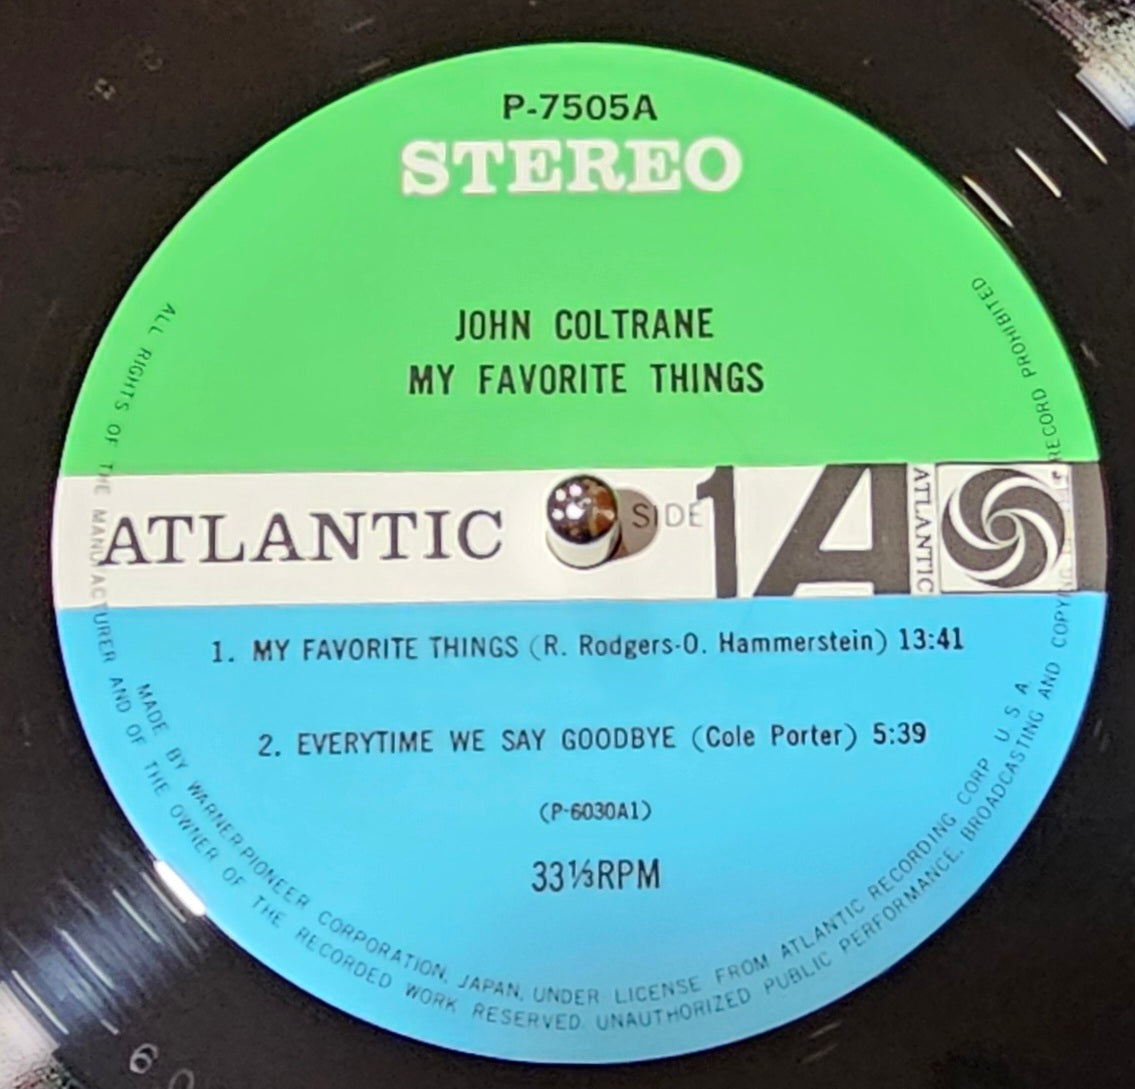 P-7505A
STEREO
JOHN COLTRANE
MY FAVORITE THINGS
ATLANTIC
SIDE 1
ATLANTIC
1. MY FAVORITE THINGS (R. Rodgers-O. Hammerstein) 13:41
2. EVERYTIME WE SAY GOODBYE (Cole Porter) 5:39
(P-6030A1)
33⅓RPM
MADE BY WARNER-PIONEER CORPORATION, JAPAN, UNDER LICENSE FROM ATLANTIC RECORDING CORP. U.S.A
ALL RIGHTS OF THE MANUFACTURER AND OF THE OWNER OF THE RECORDED WORK RESERVED. UNAUTHORIZED PUBLIC PERFORMANCE, BROADCASTING AND COPYING RECORD PROHIBITED
60